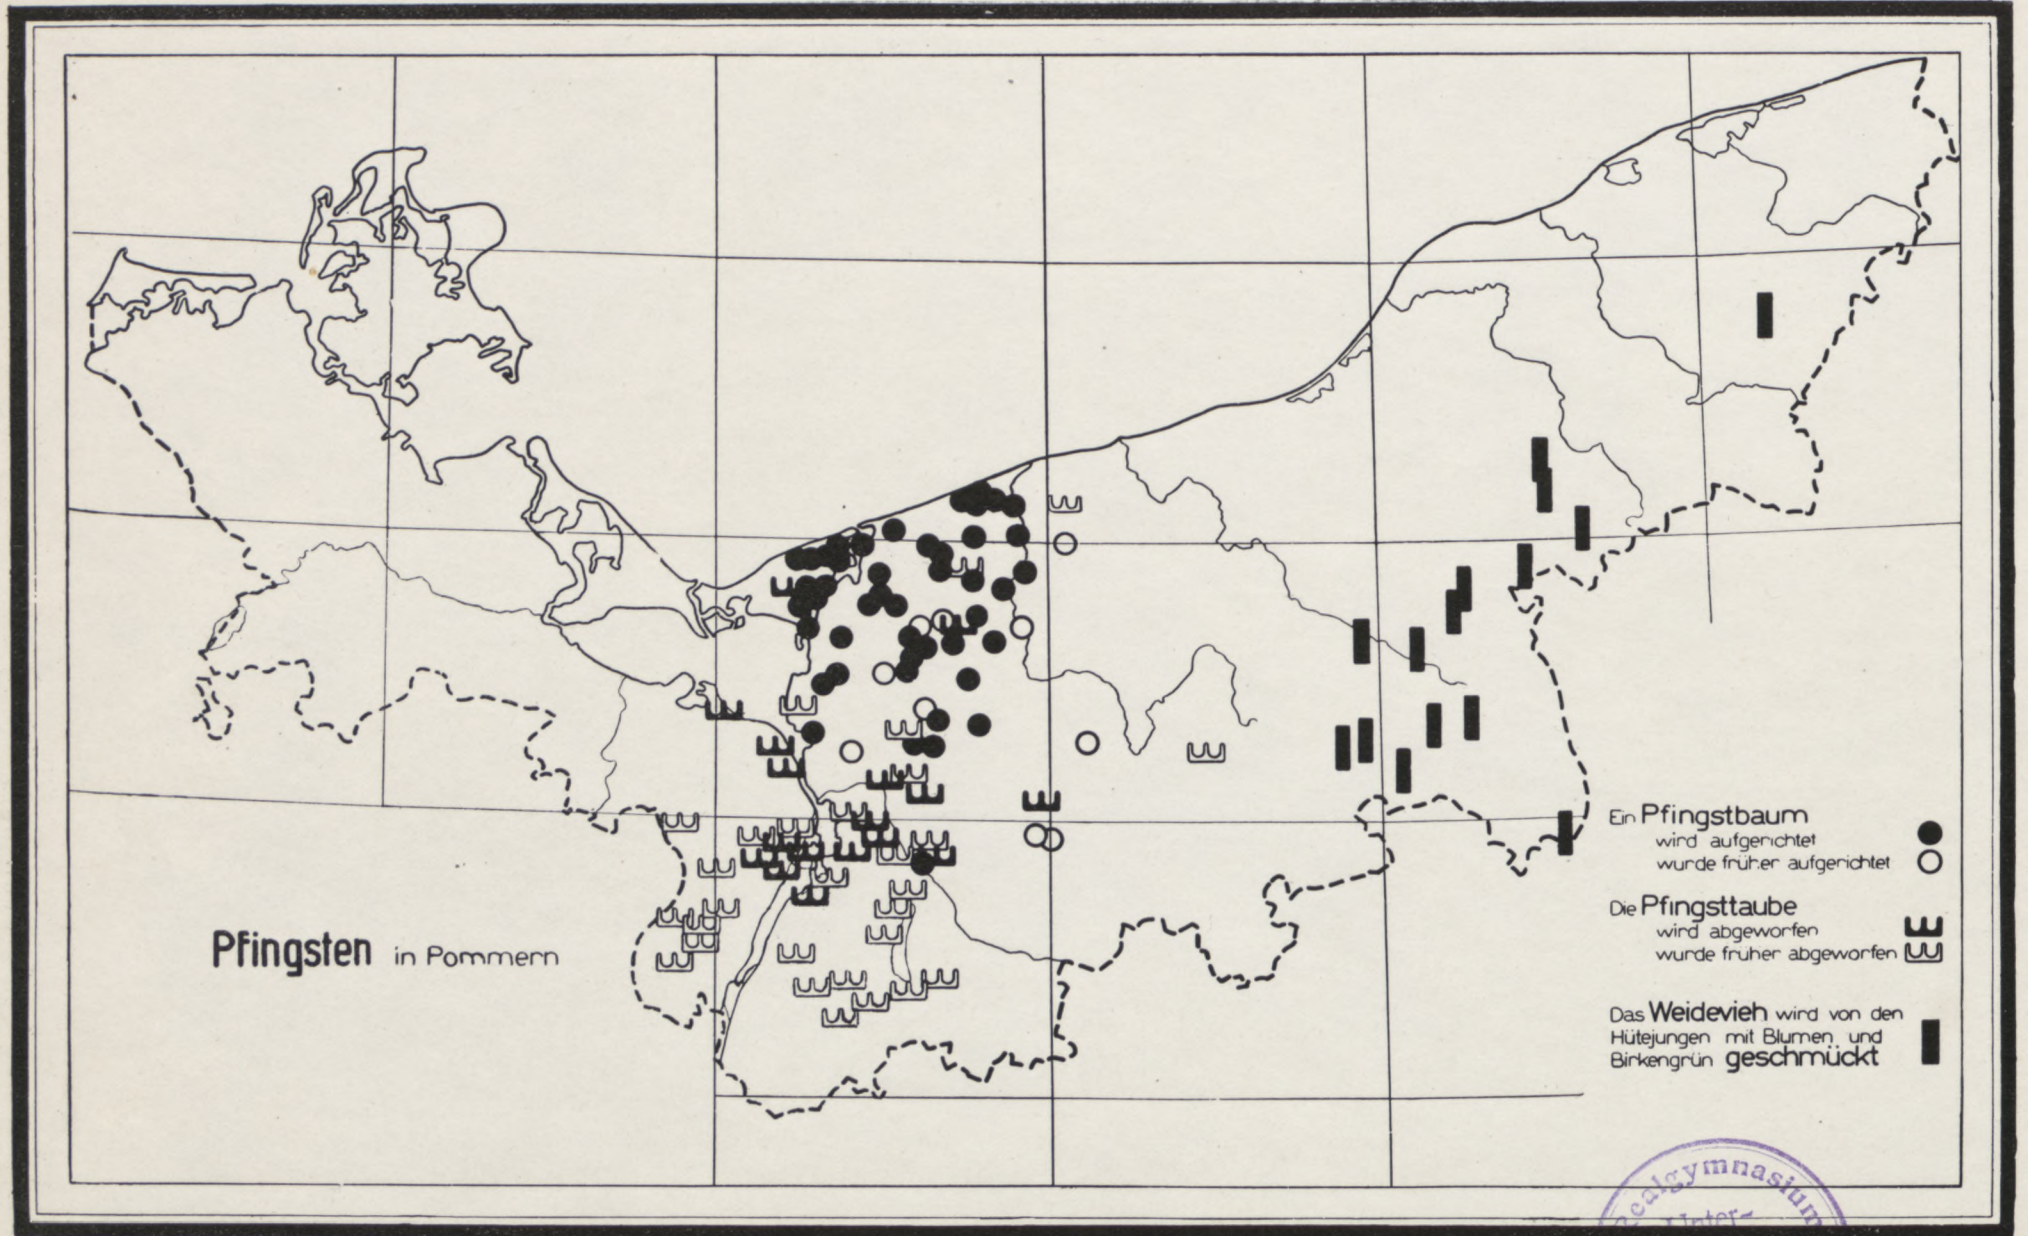 Pfingsten in Pommern
Ein Pfingstbaum
wird aufgerichtet
wurde früher aufgerichtet
Die Pfingsttaube
wird abgeworfen
wurde früher abgeworfen
Das Weidevieh wird von den
Hütejungen mit Blumen und
Birkengrün geschmückt
Realgymnasium
Unter-